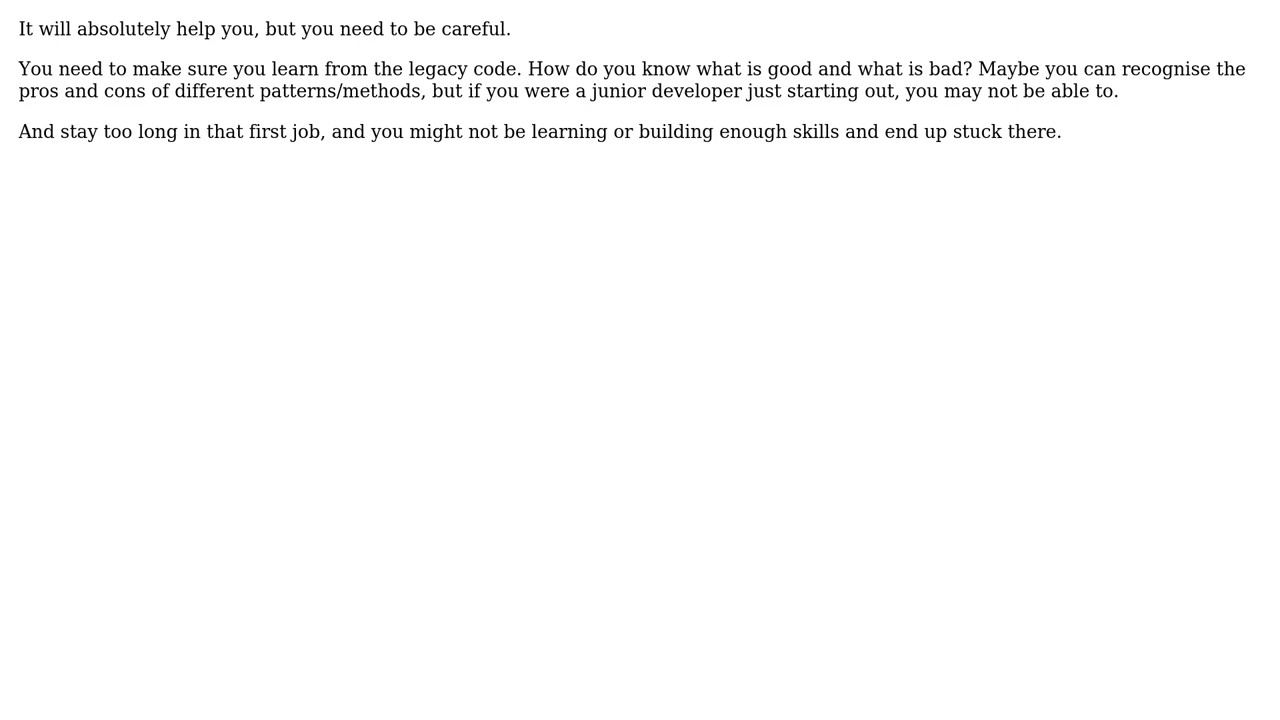 It will absolutely help you, but you need to be careful.
You need to make sure you learn from the legacy code. How do you know what is good and what is bad? Maybe you can recognise the
pros and cons of different patterns/methods, but if you were a junior developer just starting out, you may not be able to.
And stay too long in that first job, and you might not be learning or building enough skills and end up stuck there.